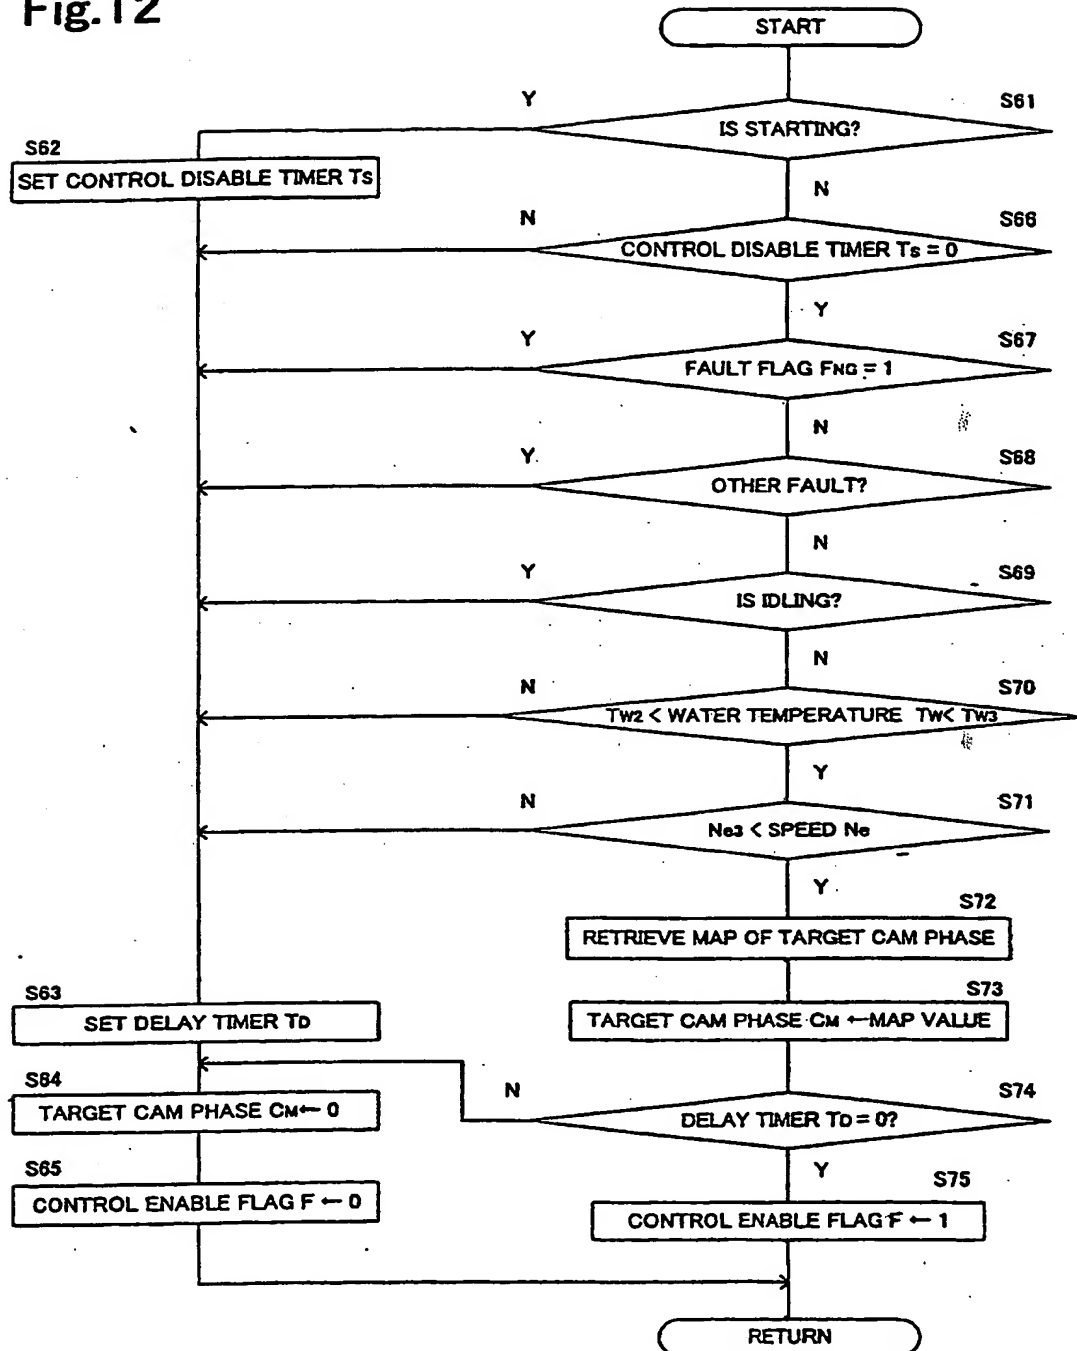 Fig.12
START
Y
S61
IS STARTING?
S62
SET CONTROL DISABLE TIMER Ts
N
N
S66
CONTROL DISABLE TIMER Ts = 0
Y
Y
S67
FAULT FLAG FNG = 1
N
Y
S68
OTHER FAULT?
N
Y
S69
IS IDLING?
N
N
S70
TW2 < WATER TEMPERATURE TW< TW3
Y
N
S71
Ne3 < SPEED Ne
Y
S72
RETRIEVE MAP OF TARGET CAM PHASE
S63
S73
SET DELAY TIMER TD
TARGET CAM PHASE CM ←MAP VALUE
S64
N
S74
TARGET CAM PHASE CM← 0
DELAY TIMER TD = 0?
S65
Y
S75
CONTROL ENABLE FLAG F ← 0
CONTROL ENABLE FLAG F ← 1
RETURN